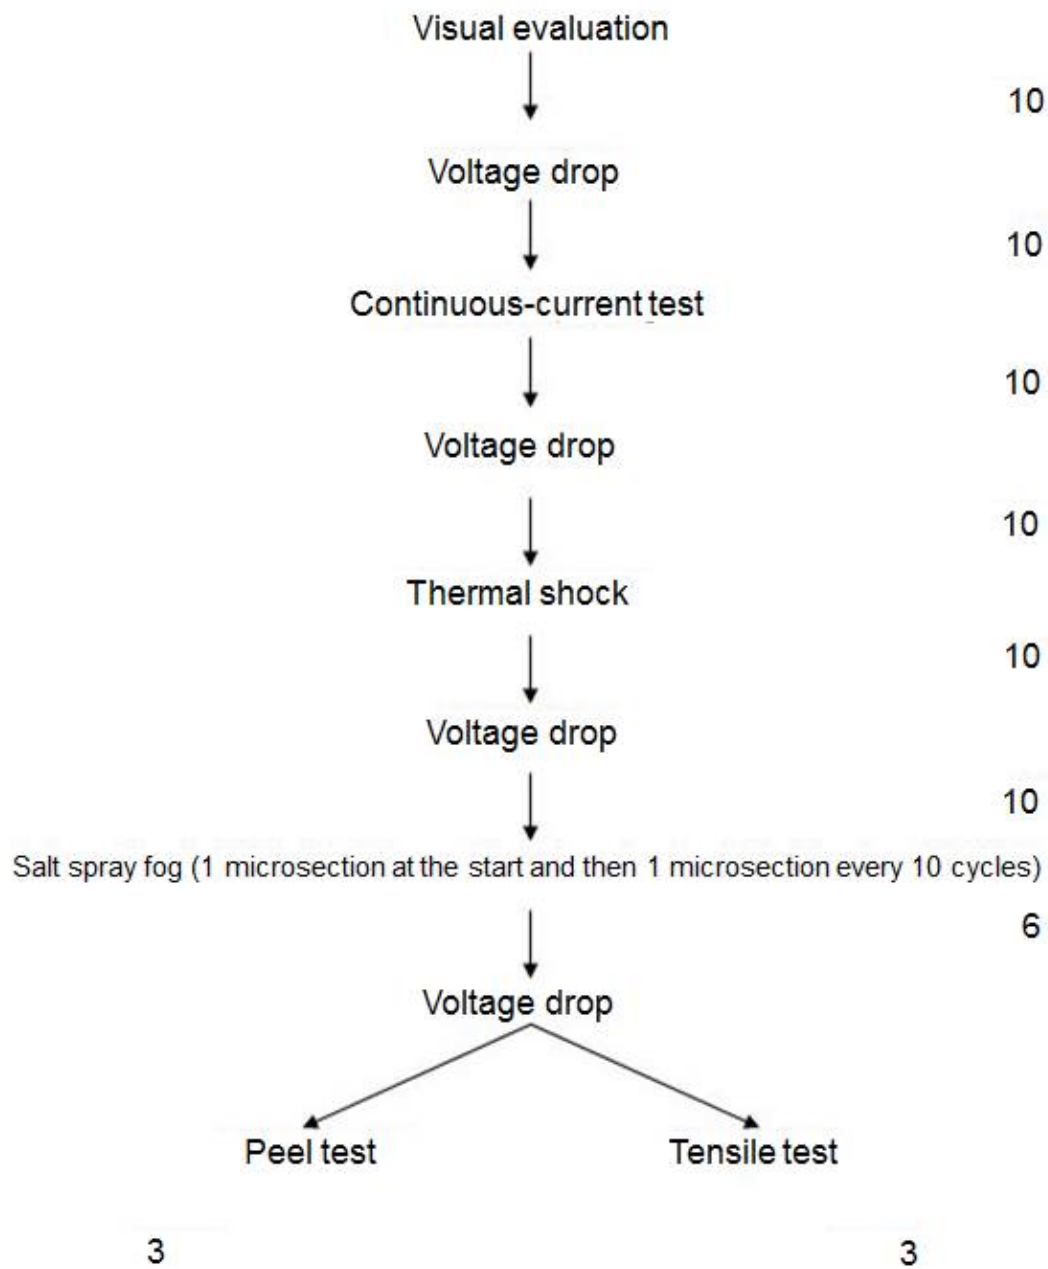 Visual evaluation
10
Voltage drop
10
Continuous-current test
10
Voltage drop
10
Thermal shock
10
Voltage drop
10
Salt spray fog (1 microsection at the start and then 1 microsection every 10 cycles)
6
Voltage drop
Peel test
Tensile test
3
3